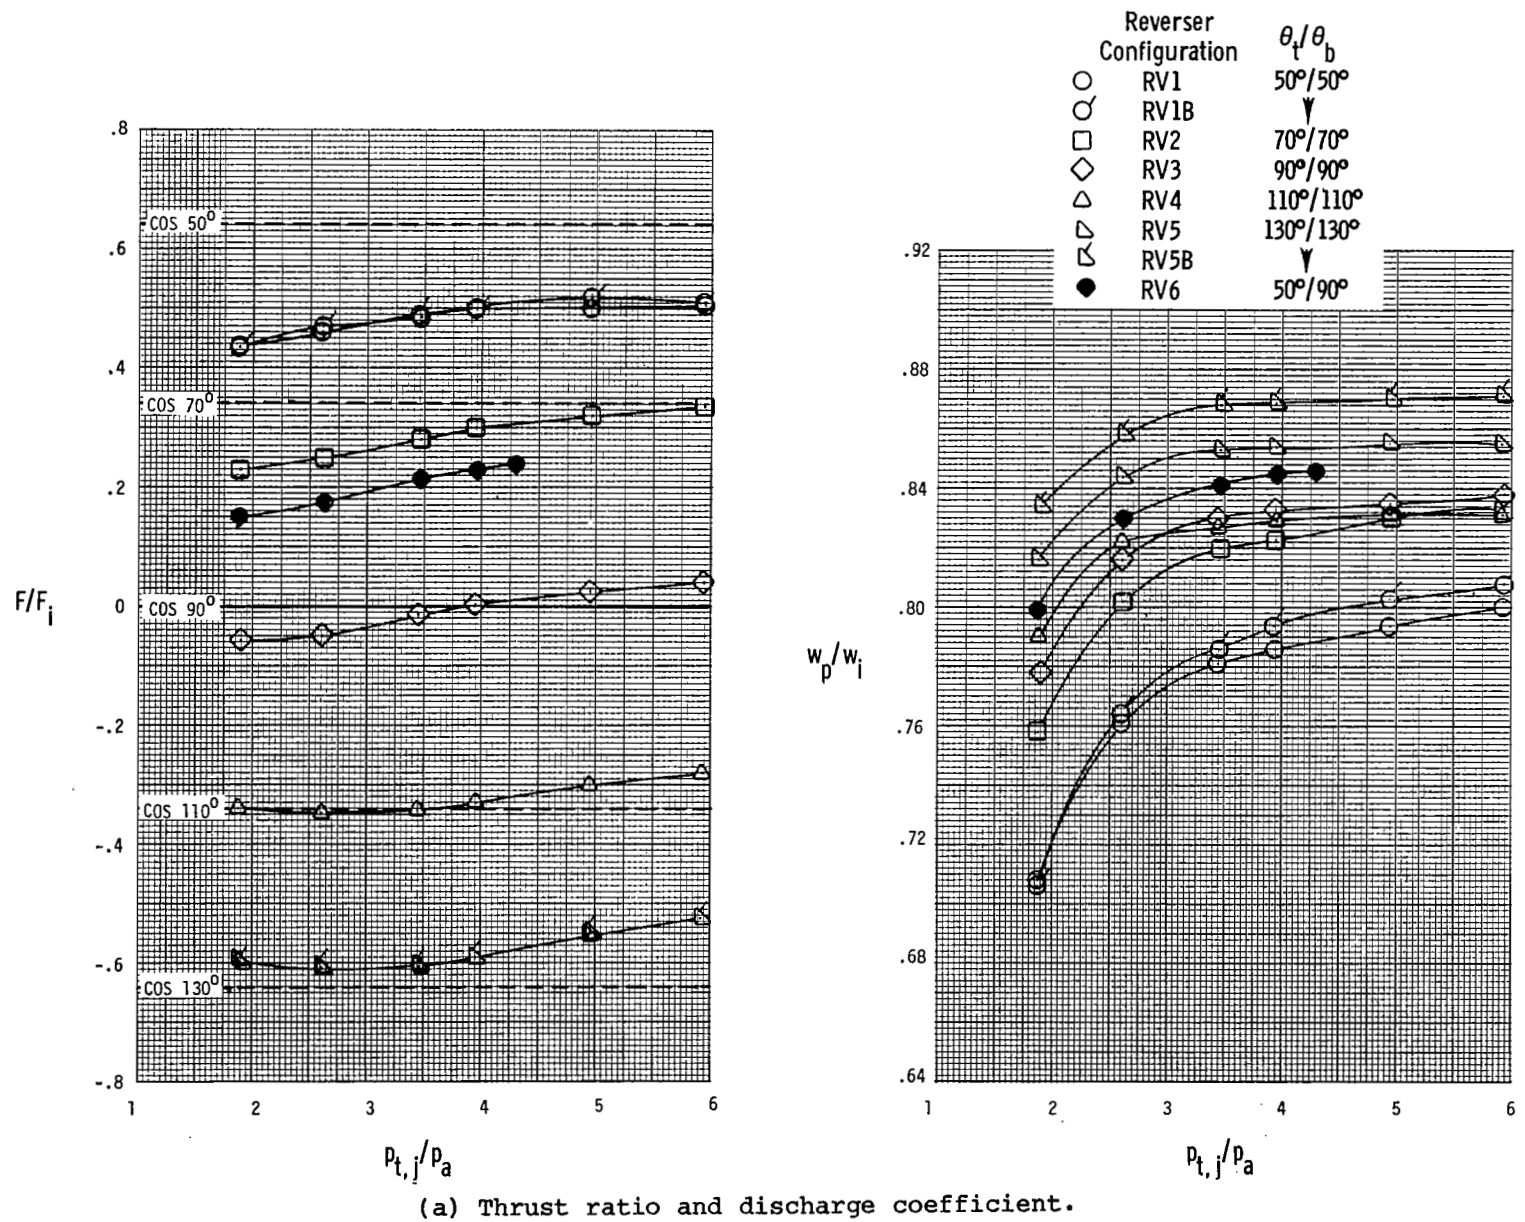 Reverser
Configuration θt/θb
RV1 50°/50°
RV1B
RV2 70°/70°
RV3 90°/90°
RV4 110°/110°
RV5 130°/130°
RV5B
RV6 50°/90°
.8
COS 50°
.6
.4
COS 70°
.2
F/Fi
0
COS 90°
-.2
COS 110°
-.4
-.6
COS 130°
-.8
1 2 3 4 5 6
pt,j/pa
.92
.88
.84
.80
wp/wi
.76
.72
.68
.64
1 2 3 4 5 6
pt,j/pa
(a) Thrust ratio and discharge coefficient.